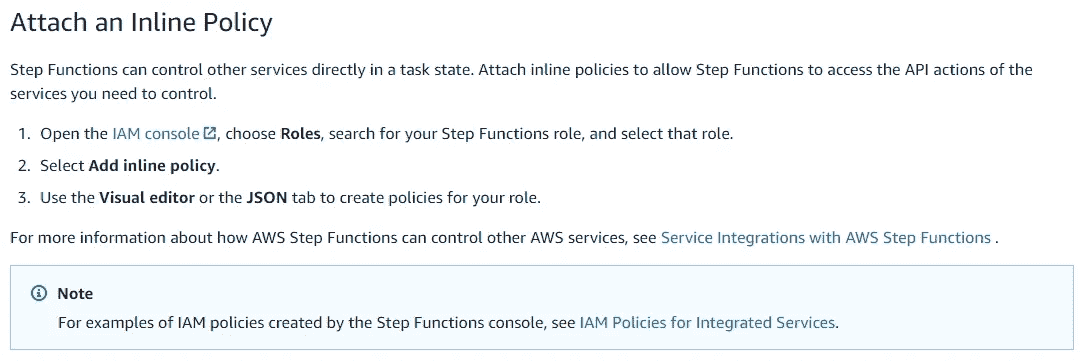 Attach an Inline Policy
Step Functions can control other services directly in a task state. Attach inline policies to allow Step Functions to access the API actions of the
services you need to control.
1. Open the IAM console, choose Roles, search for your Step Functions role, and select that role.
2. Select Add inline policy.
3. Use the Visual editor or the JSON tab to create policies for your role.
For more information about how AWS Step Functions can control other AWS services, see Service Integrations with AWS Step Functions .
Note
For examples of IAM policies created by the Step Functions console, see IAM Policies for Integrated Services.